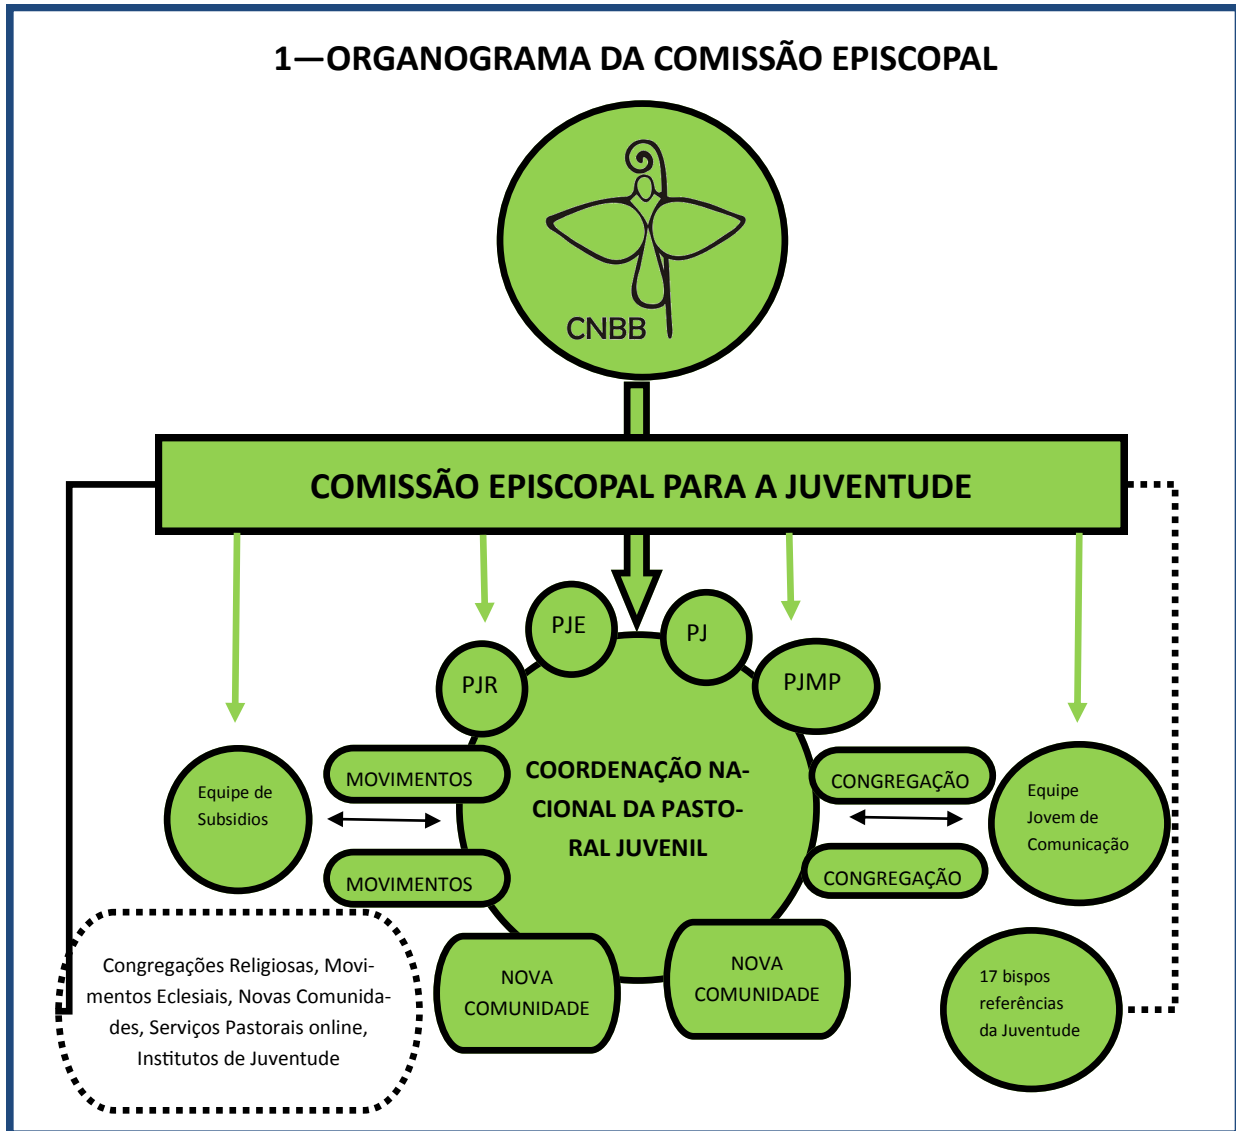 1—ORGANOGRAMA DA COMISSÃO EPISCOPAL
CNBB
COMISSÃO EPISCOPAL PARA A JUVENTUDE
PJE
PJ
PJR
PJMP
COORDENAÇÃO NA-
CIONAL DA PASTO-
RAL JUVENIL
MOVIMENTOS
MOVIMENTOS
CONGREGAÇÃO
CONGREGAÇÃO
Equipe de
Subsidios
Equipe
Jovem de
Comunicação
NOVA
COMUNIDADE
NOVA
COMUNIDADE
Congregações Religiosas, Movi-
mentos Eclesiais, Novas Comunida-
des, Serviços Pastorais online,
Institutos de Juventude
17 bispos
referências
da Juventude